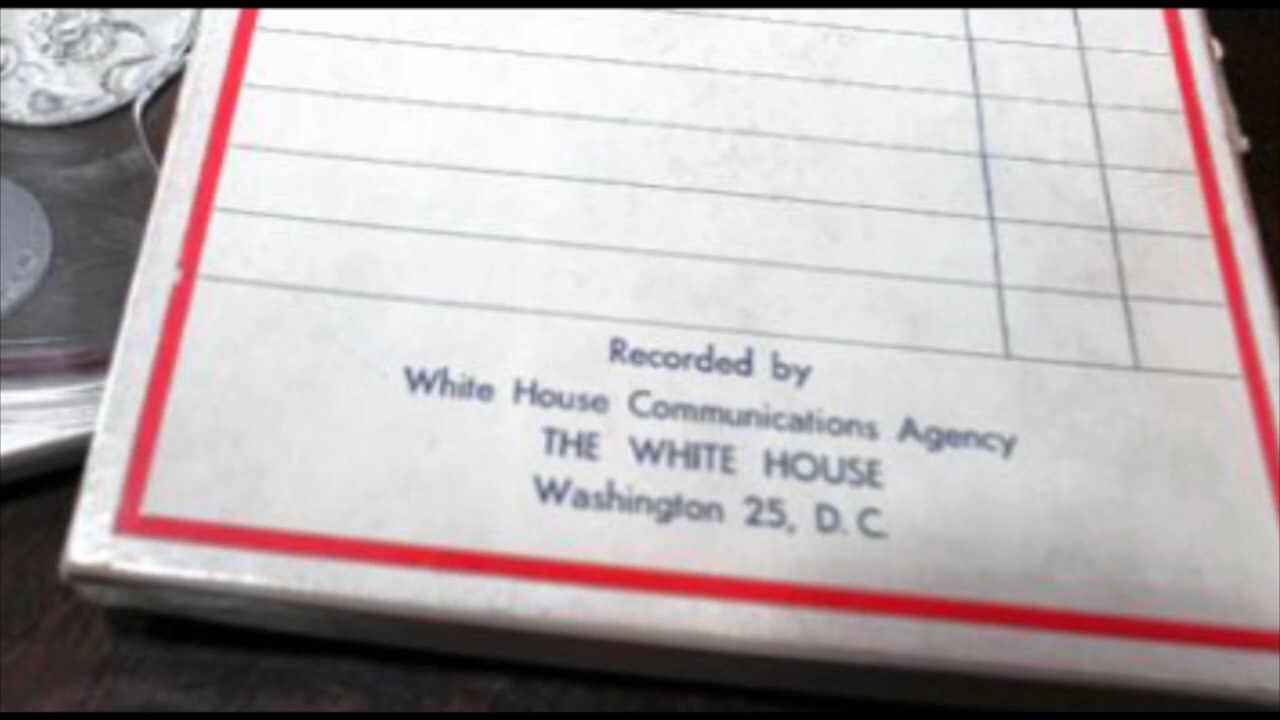 Recorded by
White House Communications Agency
THE WHITE HOUSE
Washington 25, D. C.